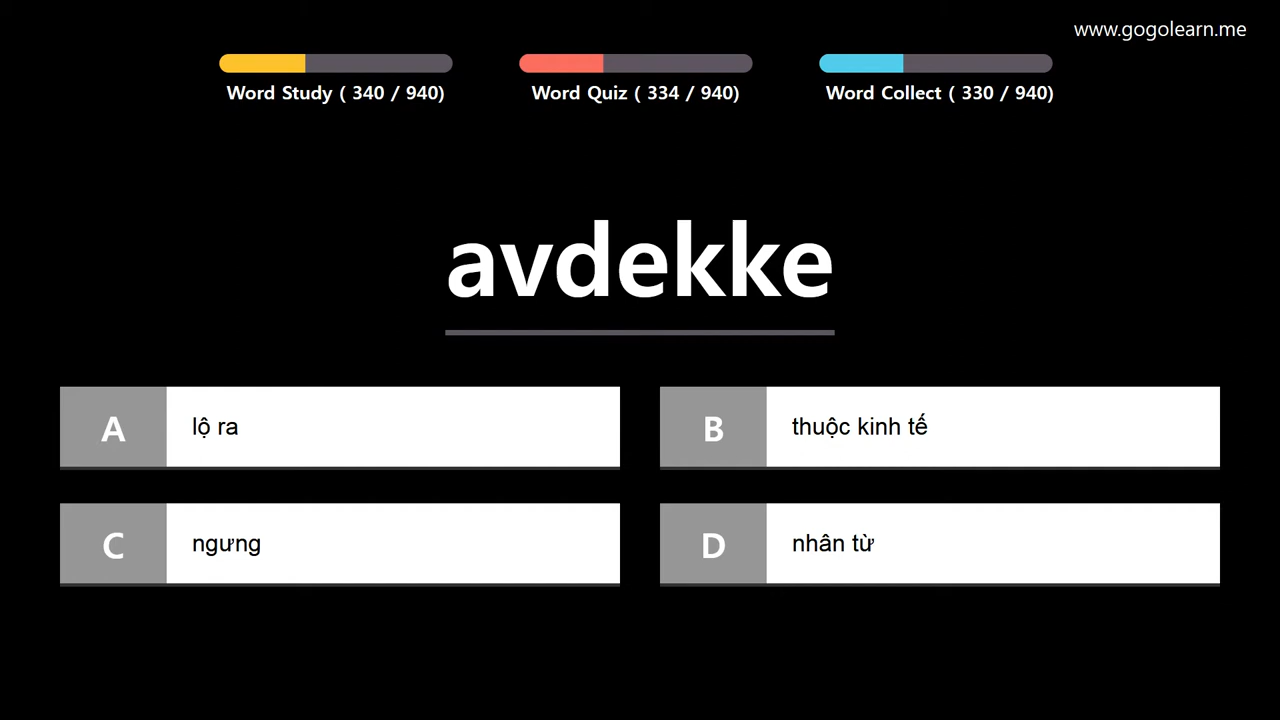 www.gogolearn.me
Word Study ( 340 / 940)
Word Quiz ( 334 / 940)
Word Collect ( 330 / 940)
avdekke
A lộ ra
B thuộc kinh tế
C ngưng
D nhân từ